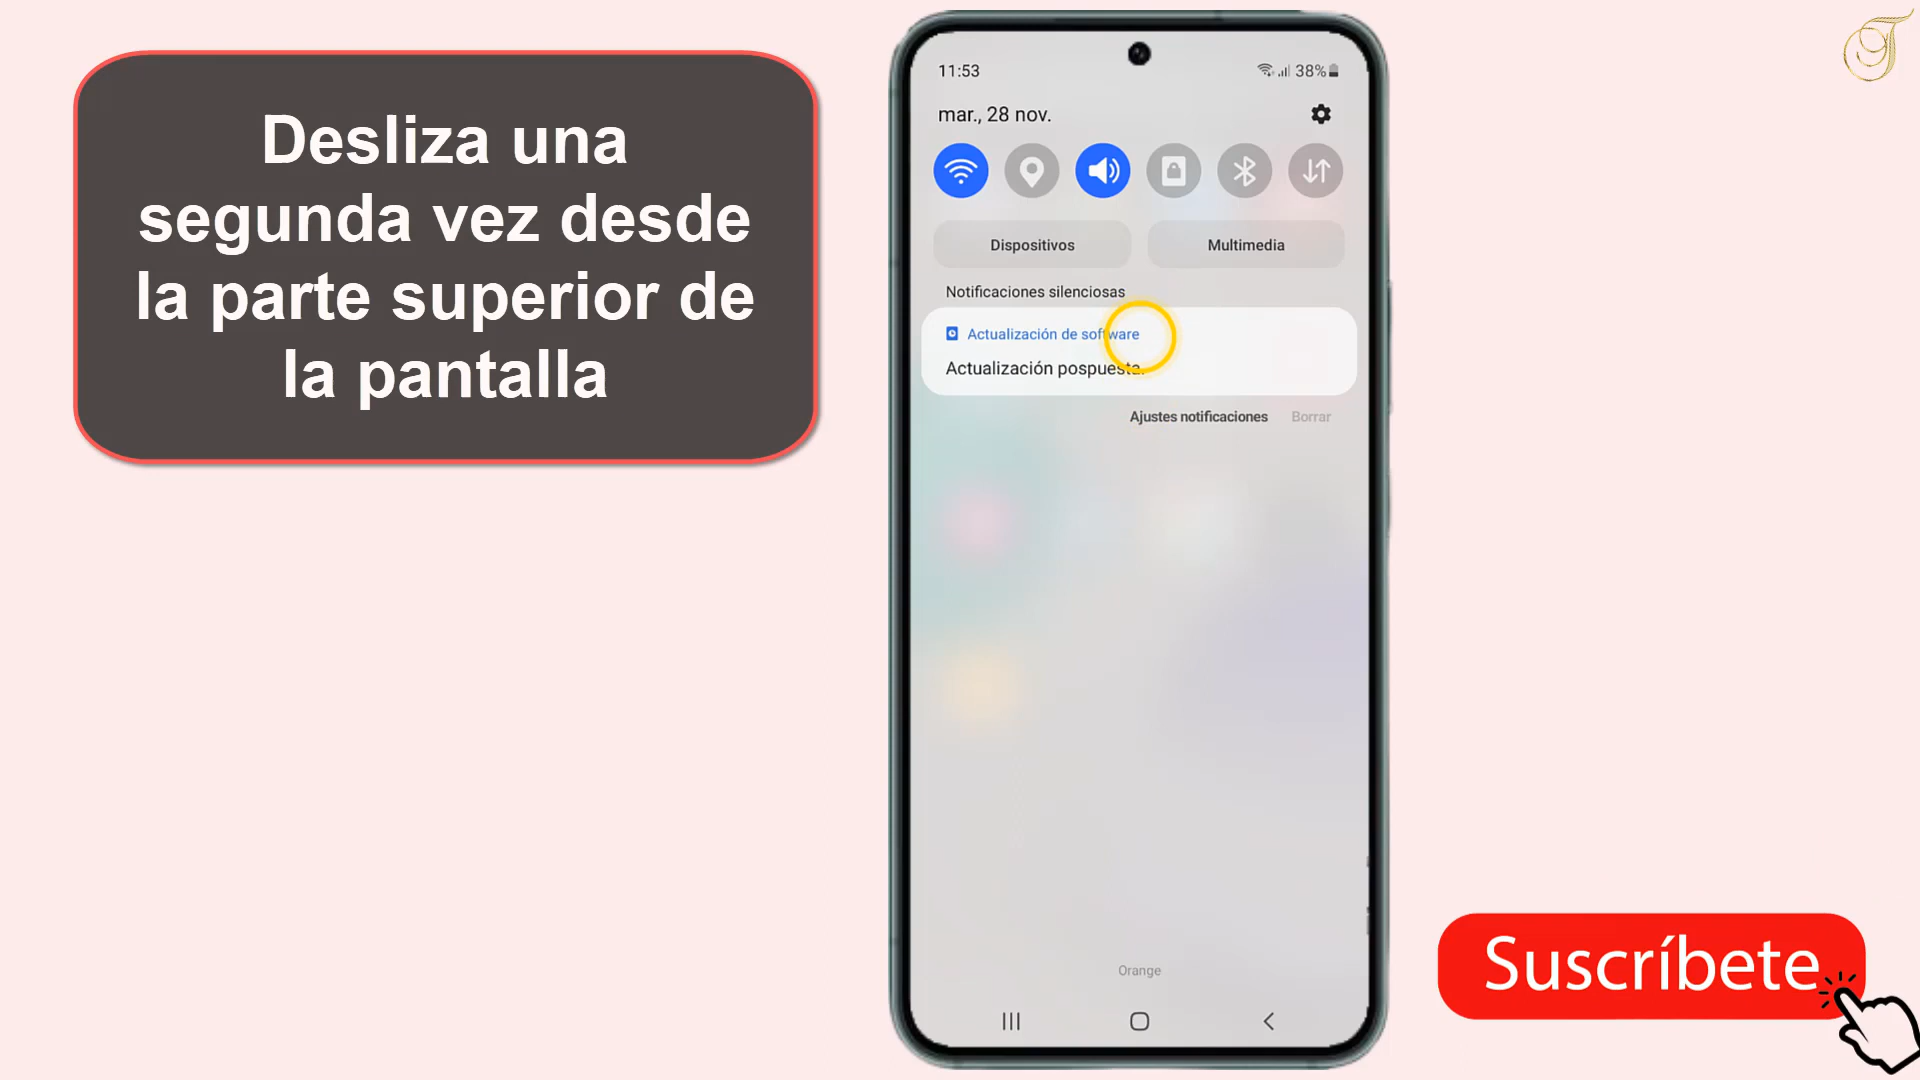 Desliza una
segunda vez desde
la parte superior de
la pantalla
11:53
38%
mar., 28 nov.
Dispositivos
Multimedia
Notificaciones silenciosas
Actualización de software
Actualización pospuesta.
Ajustes notificaciones
Borrar
Orange
Suscríbete